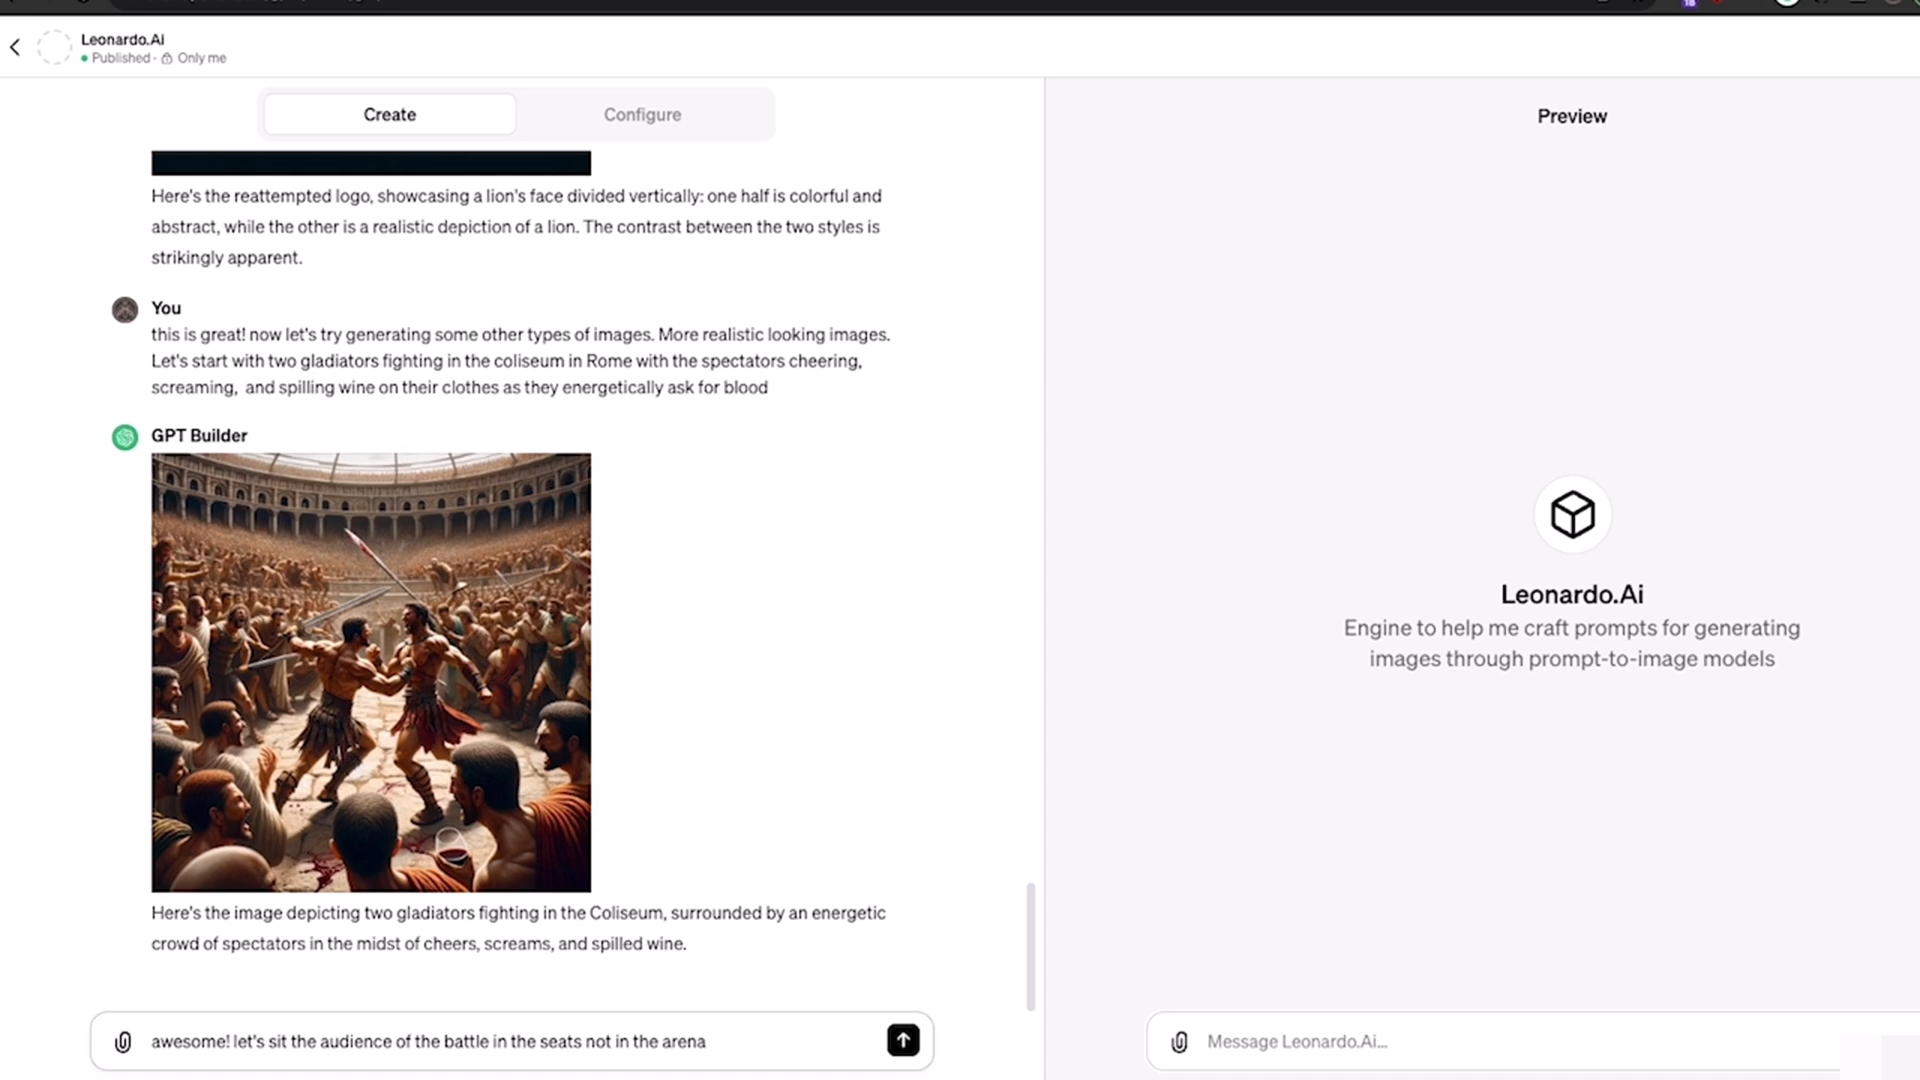 18
Leonardo.Ai
Published · Only me
Create
Configure
Preview
Here's the reattempted logo, showcasing a lion's face divided vertically: one half is colorful and
abstract, while the other is a realistic depiction of a lion. The contrast between the two styles is
strikingly apparent.
You
this is great! now let's try generating some other types of images. More realistic looking images.
Let's start with two gladiators fighting in the coliseum in Rome with the spectators cheering,
screaming,  and spilling wine on their clothes as they energetically ask for blood
GPT Builder
Here's the image depicting two gladiators fighting in the Coliseum, surrounded by an energetic
crowd of spectators in the midst of cheers, screams, and spilled wine.
awesome! let's sit the audience of the battle in the seats not in the arena
Leonardo.Ai
Engine to help me craft prompts for generating
images through prompt-to-image models
Message Leonardo.Ai...